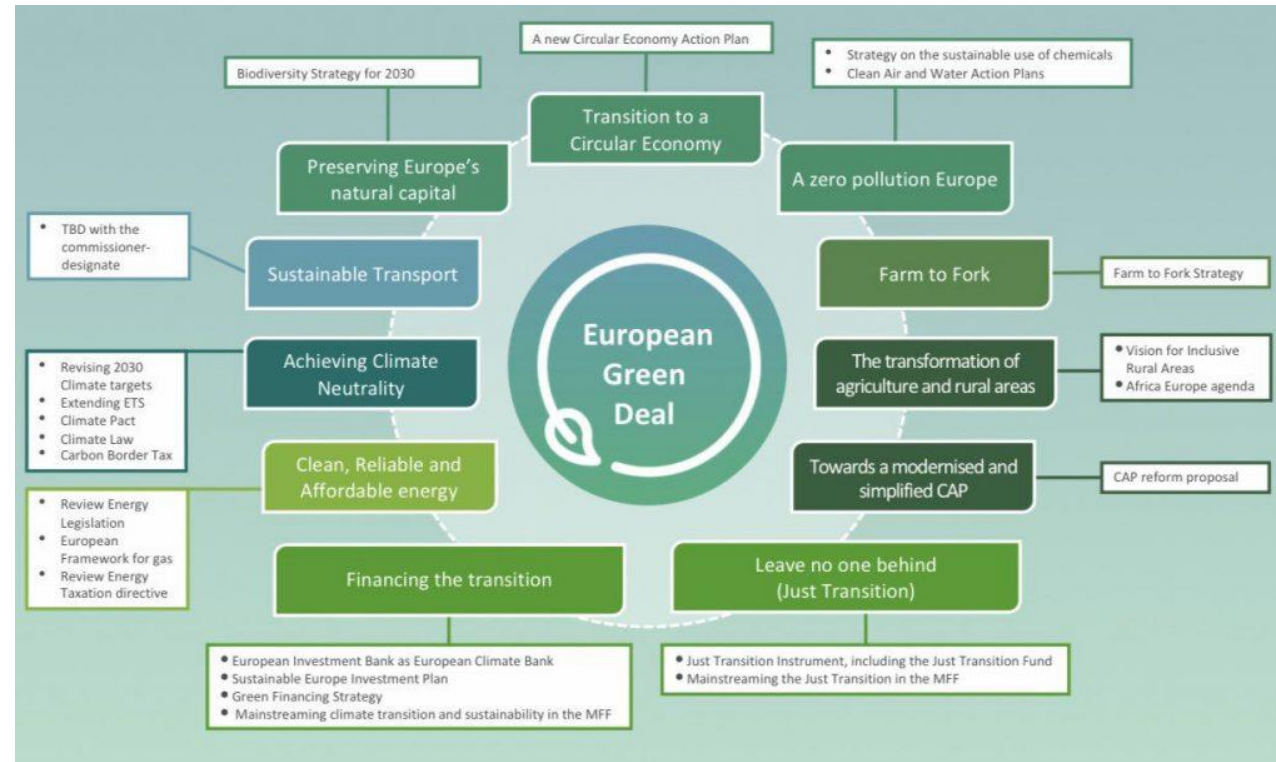 A new Circular Economy Action Plan
Biodiversity Strategy for 2030
• Strategy on the sustainable use of chemicals
• Clean Air and Water Action Plans
Transition to a
Circular Economy
Preserving Europe's
natural capital
A zero pollution Europe
• TBD with the
commissioner-
designate
Sustainable Transport
Farm to Fork
Farm to Fork Strategy
European
Green
Deal
• Revising 2030
Climate targets
• Extending ETS
• Climate Pact
• Climate Law
• Carbon Border Tax
Achieving Climate
Neutrality
The transformation of
agriculture and rural areas
• Vision for Inclusive
Rural Areas
• Africa Europe agenda
Clean, Reliable and
Affordable energy
Towards a modernised and
simplified CAP
CAP reform proposal
• Review Energy
Legislation
• European
Framework for gas
• Review Energy
Taxation directive
Financing the transition
Leave no one behind
(Just Transition)
• European Investment Bank as European Climate Bank
• Sustainable Europe Investment Plan
• Green Financing Strategy
• Mainstreaming climate transition and sustainability in the MFF
• Just Transition Instrument, including the Just Transition Fund
• Mainstreaming the Just Transition in the MFF